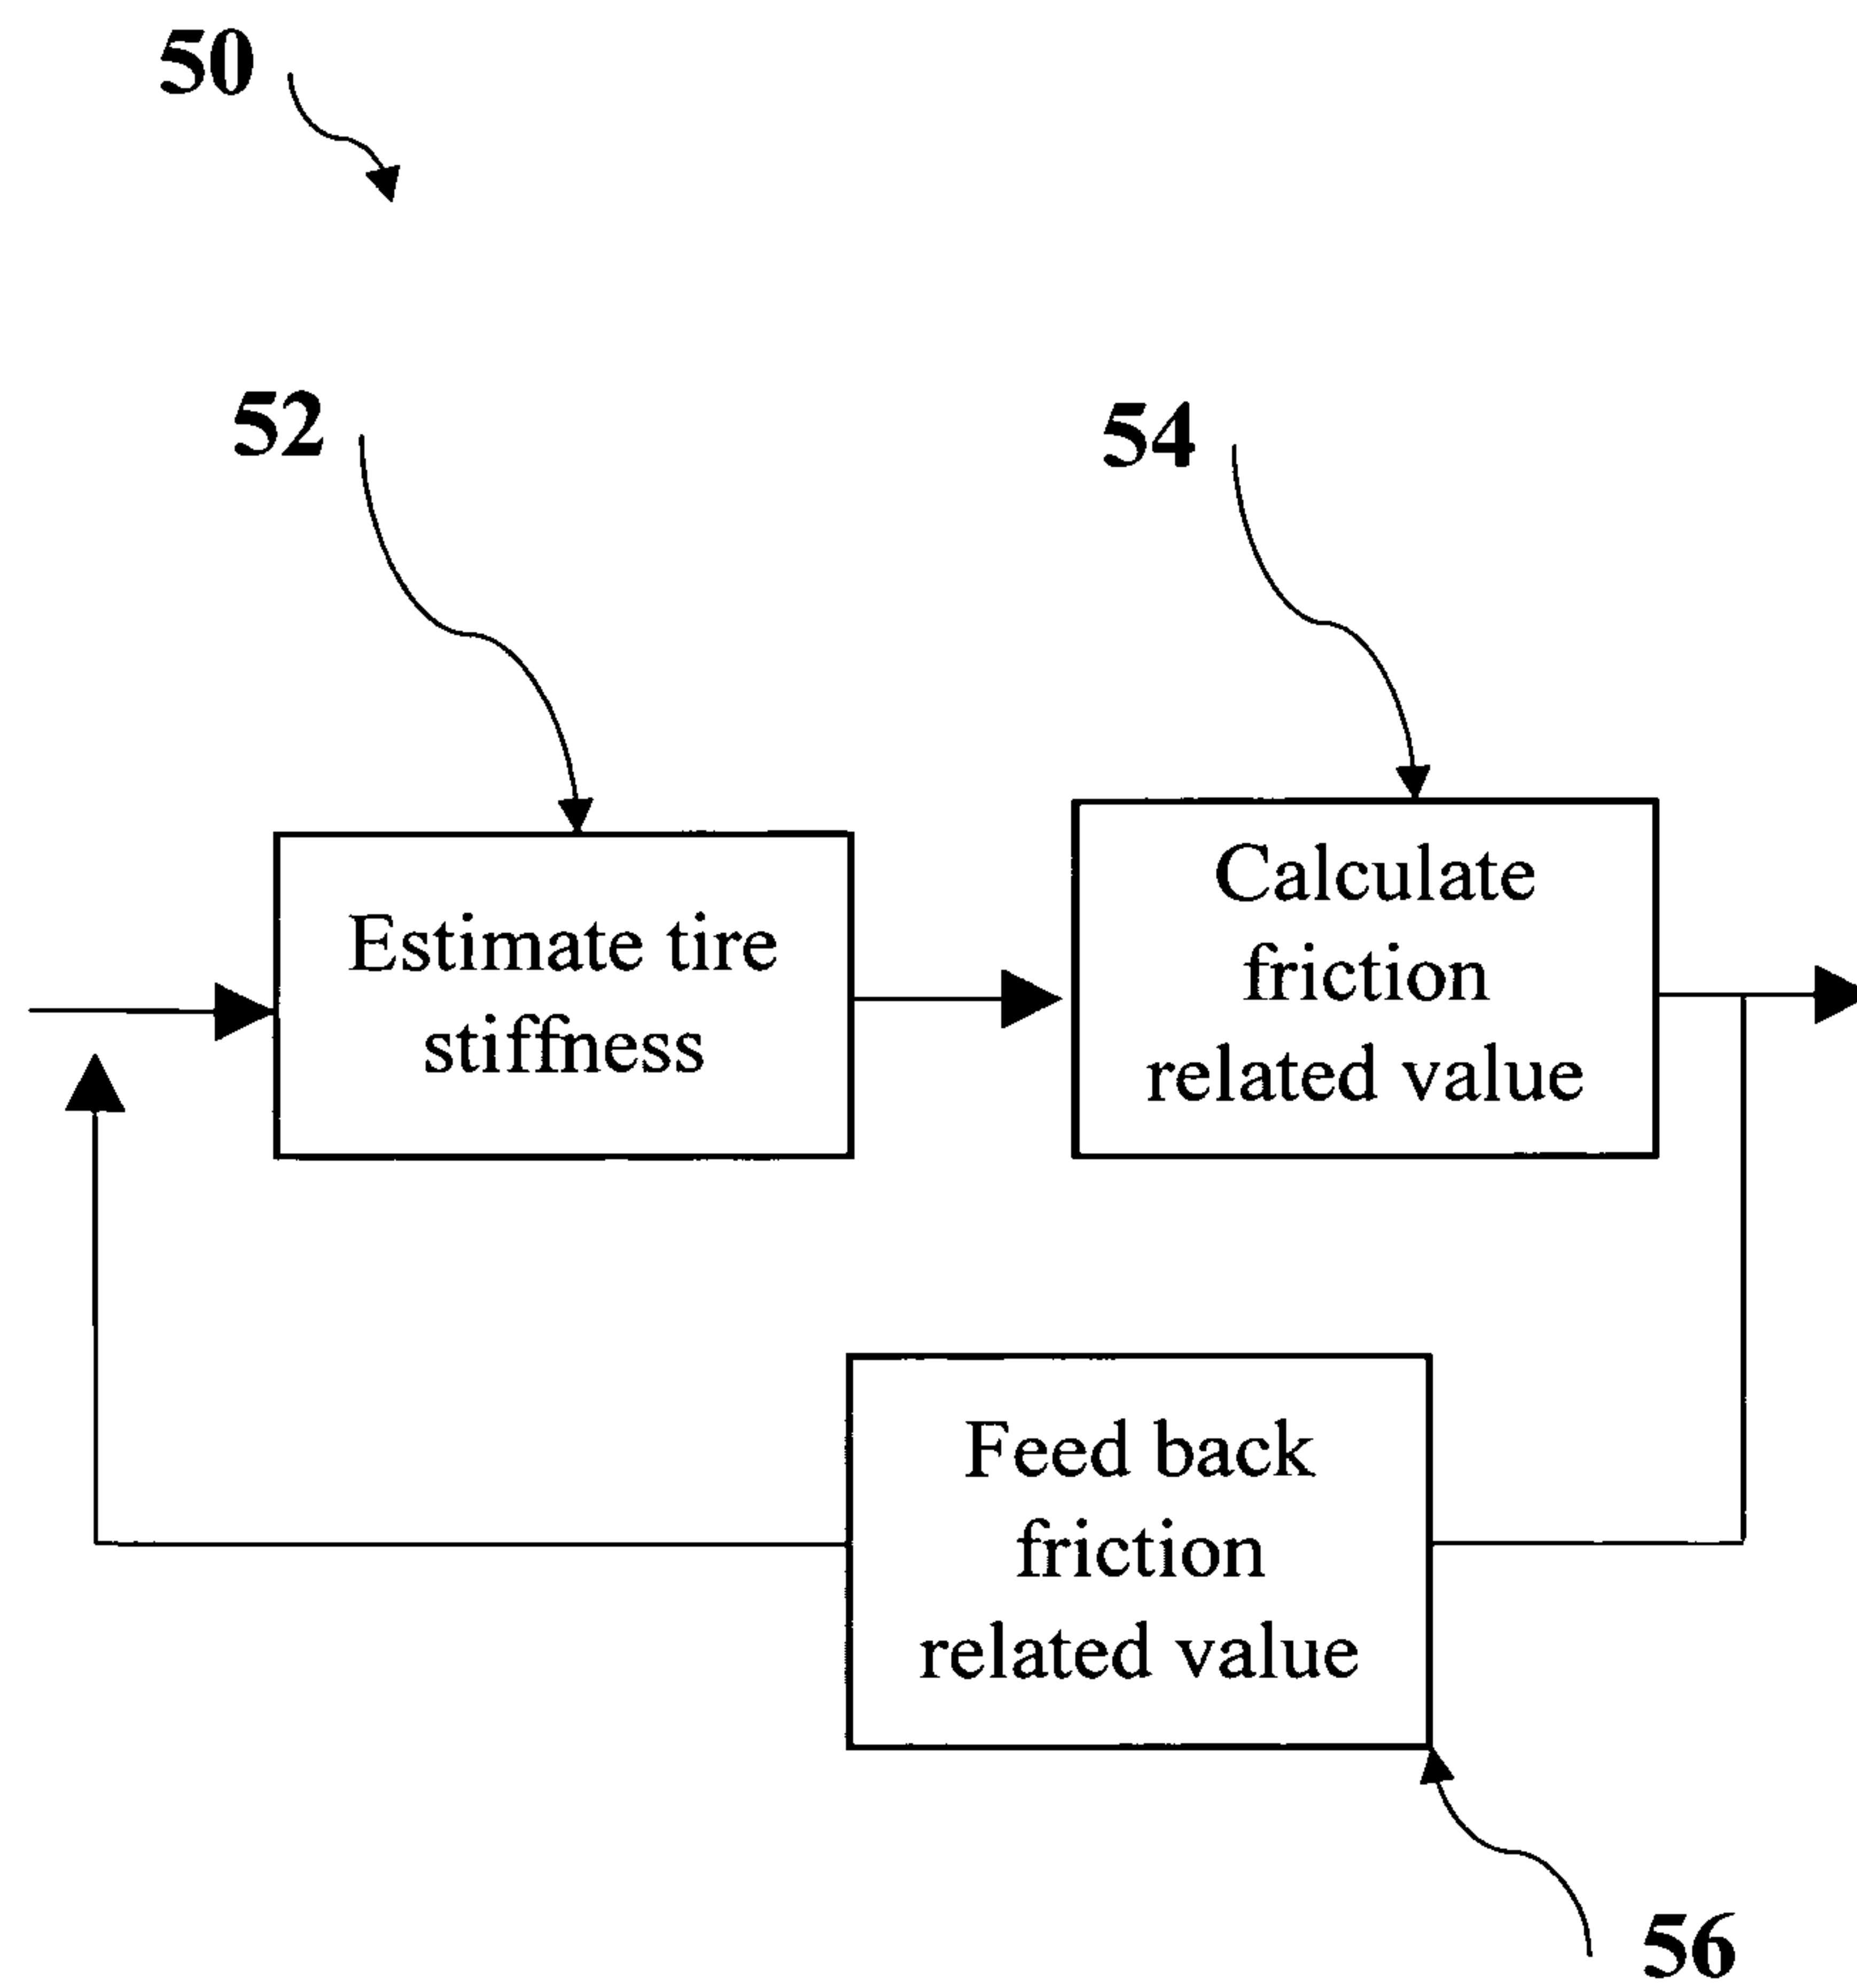 50
52
54
Estimate tire
stiffness
Calculate
friction
related value
Feed back
friction
related value
56